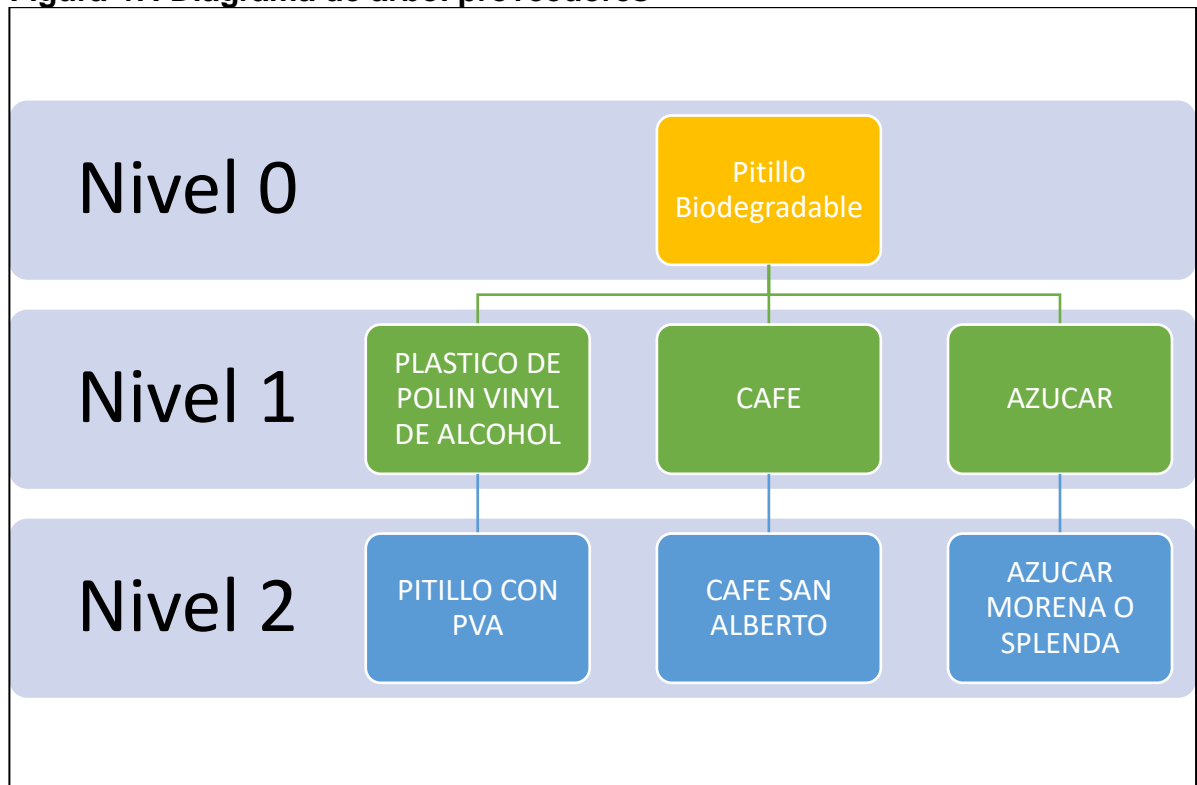 Nivel 0
Pitillo
Biodegradable
Nivel 1
PLASTICO DE
POLIN VINYL
DE ALCOHOL
CAFE
AZUCAR
Nivel 2
PITILLO CON
PVA
CAFE SAN
ALBERTO
AZUCAR
MORENA O
SPLENDA